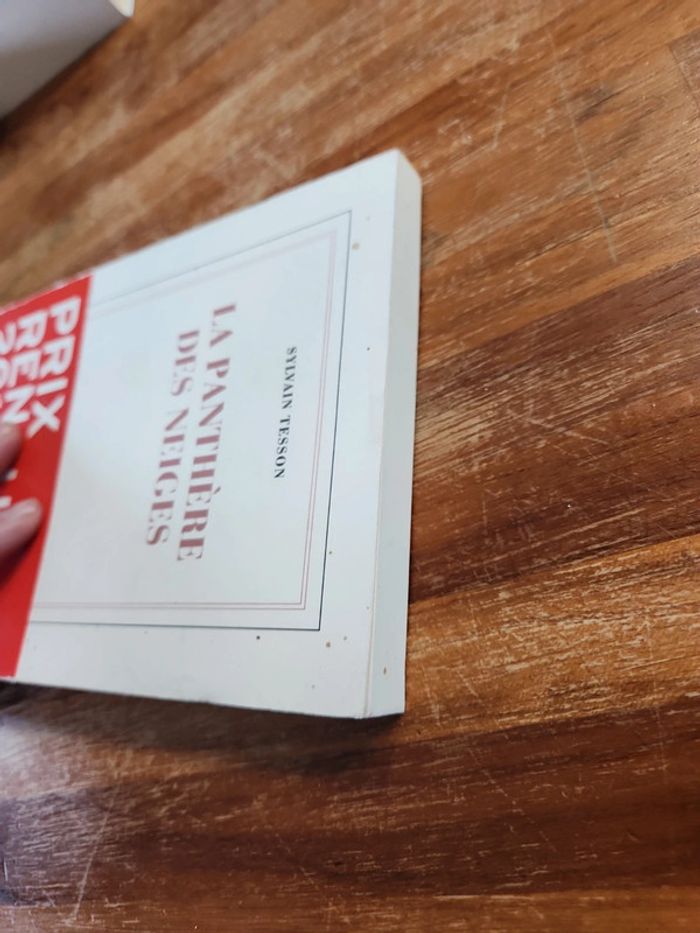 SYLVAIN TESSON
LA PANTHÈRE
DES NEIGES
PRIX